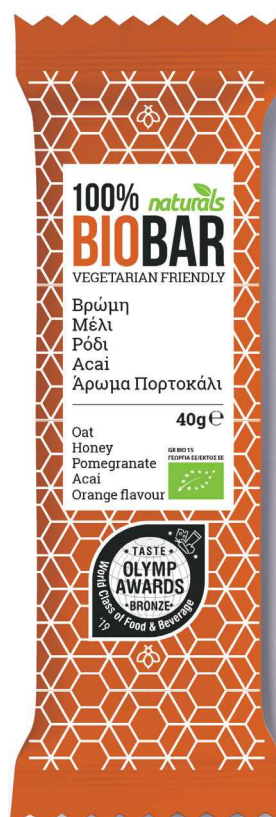 100% naturals
BIOBAR
VEGETARIAN FRIENDLY
Βρώμη
Μέλι
Ρόδι
Acai
Άρωμα Πορτοκάλι
40g℮
Oat
Honey
Pomegranate
Acai
Orange flavour
GR BIO 15
ΓΕΩΡΓΙΑ ΕΕ/ΕΚΤΟΣ ΕΕ
•TASTE•
OLYMP
AWARDS
•BRONZE•
World Class of Food & Beverage
'19